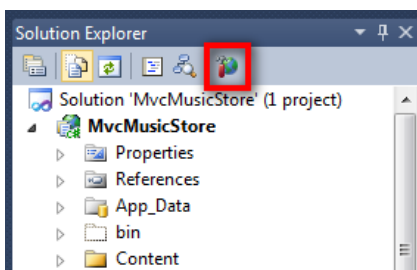 Solution Explorer
Solution 'MvcMusicStore' (1 project)
MvcMusicStore
Properties
References
App_Data
bin
Content